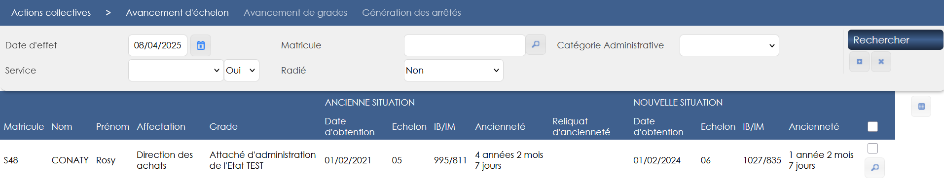 Actions collectives > Avancement d'échelon Avancement de grades Génération des arrêtés
Date d'effet 08/04/2025 Matricule Catégorie Administrative Rechercher
Service Oui Radié Non
ANCIENNE SITUATION NOUVELLE SITUATION
Matricule Nom Prénom Affectation Grade Date d'obtention Echelon IB/IM Ancienneté Reliquat d'ancienneté Date d'obtention Echelon IB/IM Ancienneté
S48 CONATY Rosy Direction des achats Attaché d'administration de l'Etat TEST 01/02/2021 05 995/811 4 années 2 mois 7 jours 01/02/2024 06 1027/835 1 année 2 mois 7 jours